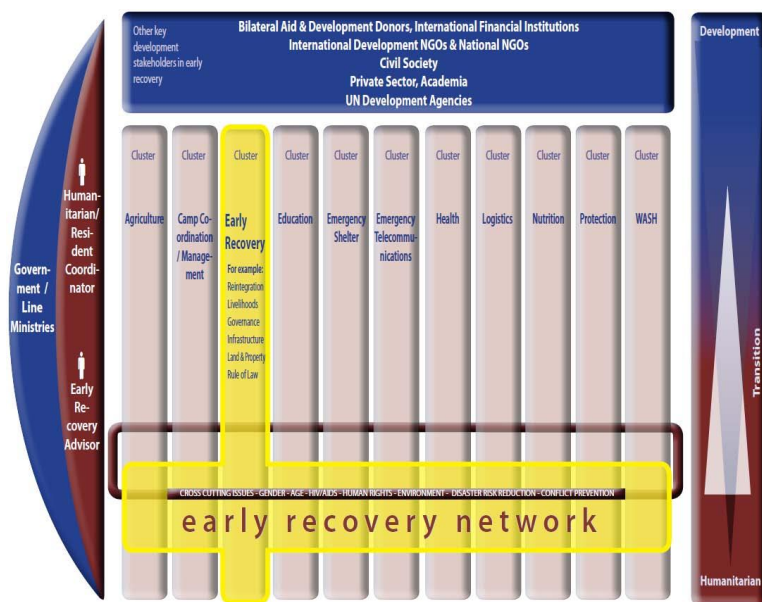 Other key
development
stakeholders in early
recovery
Bilateral Aid & Development Donors, International Financial Institutions
International Development NGOs & National NGOs
Civil Society
Private Sector, Academia
UN Development Agencies
Development
Transition
Humanitarian
Govern-
ment /
Line
Ministries
Human-
itarian/
Resi
dent
Coordi-
nator
Early
Re-
covery
Advisor
Cluster
Agriculture
Cluster
Camp Co-
ordination
/ Manage-
ment
Cluster
Early
Recovery
For example:
Reintegration
Livelihoods
Governance
Infrastructure
Land & Property
Rule of Law
Cluster
Education
Cluster
Emergency
Shelter
Cluster
Emergency
Telecommu-
nications
Cluster
Health
Cluster
Logistics
Cluster
Nutrition
Cluster
Protection
Cluster
WASH
CROSS CUTTING ISSUES - GENDER - AGE - HIV/AIDS - HUMAN RIGHTS - ENVIRONMENT - DISASTER RISK REDUCTION - CONFLICT PREVENTION
early recovery network